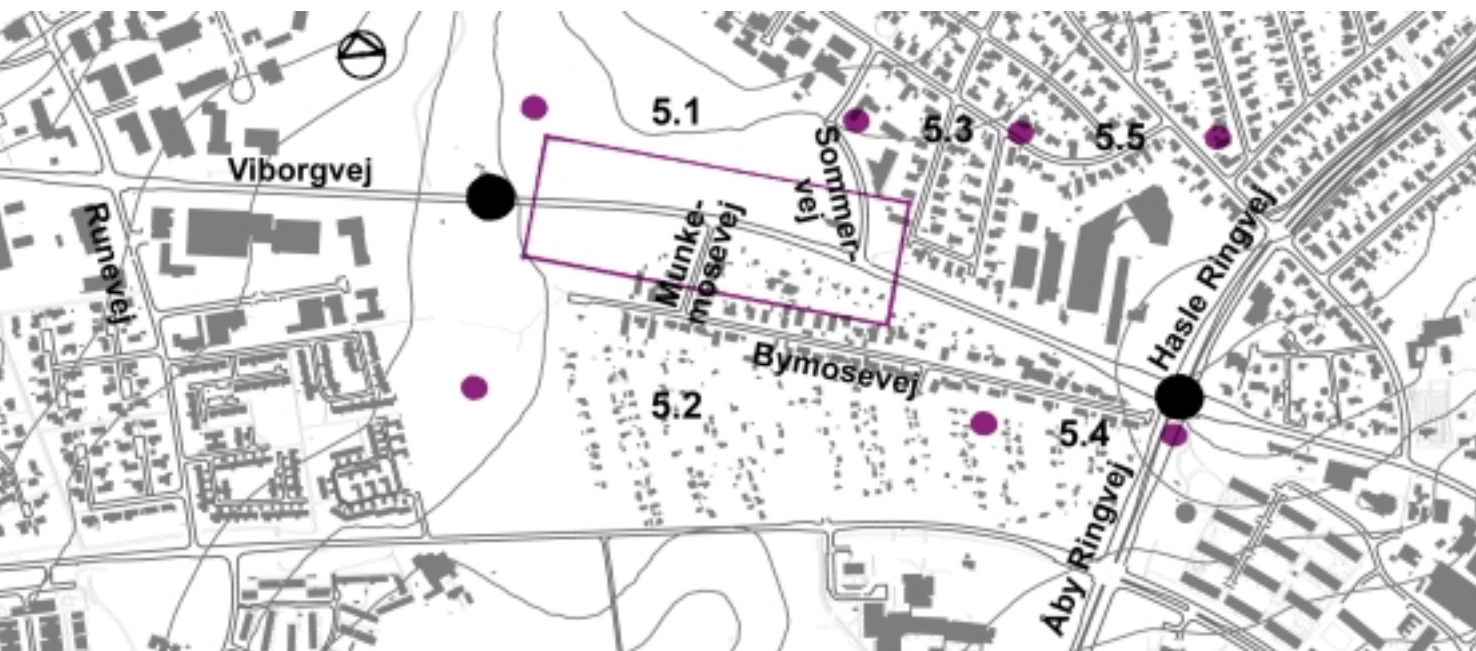 5.1
5.3
5.5
Viborgvej
Sommer-
vej
Munke-
mosevej
Runevej
Hasle Ringvej
Bymosevej
5.2
5.4
Åby Ringvej